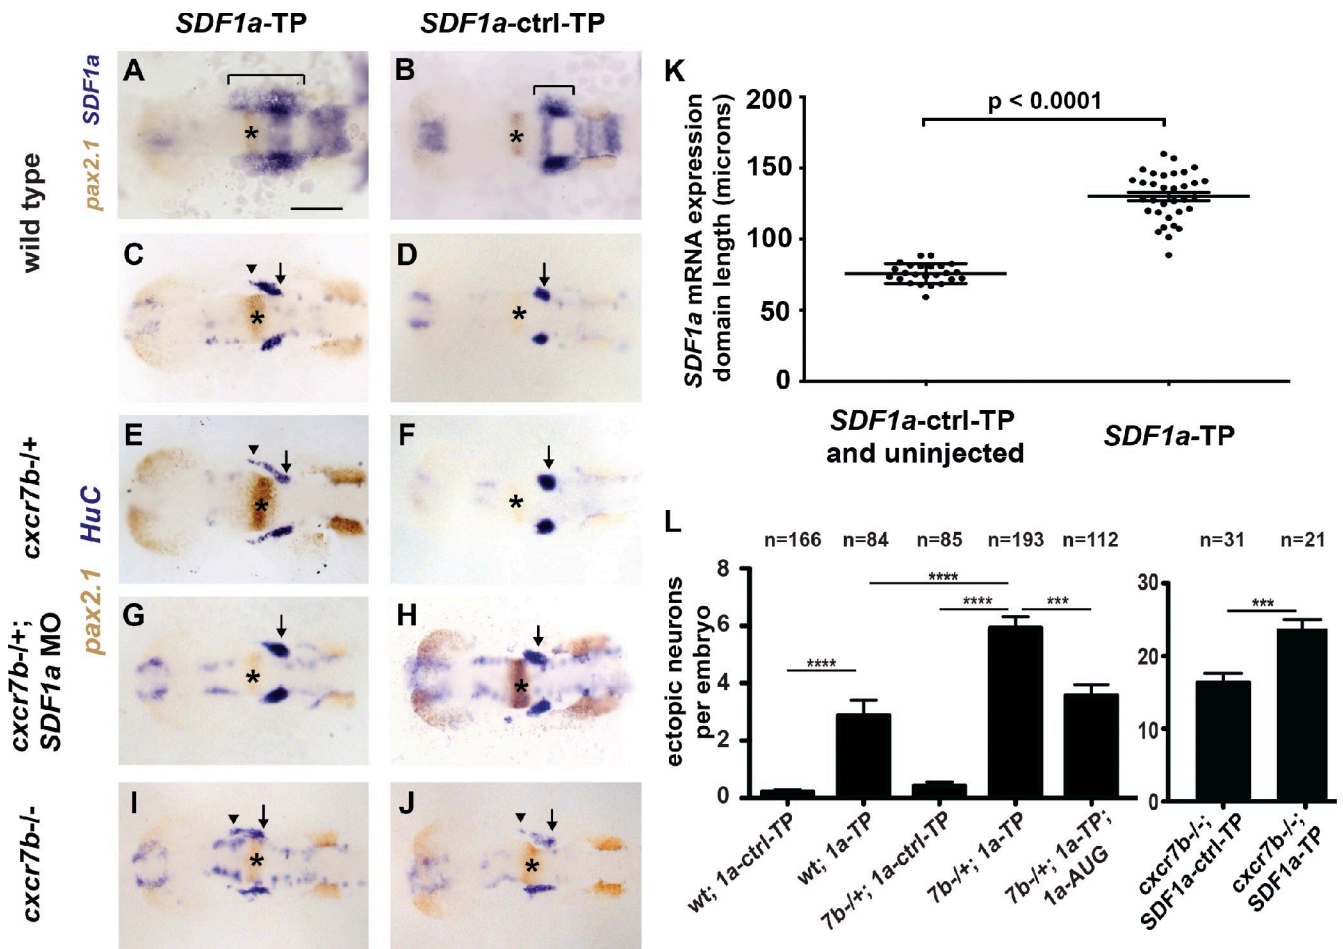 SDF1a-TP
SDF1a-ctrl-TP
wild type
pax2.1 SDF1a
A
*
B
*
C
*
D
*
cxcr7b-/+
pax2.1 HuC
E
*
F
*
cxcr7b-/+;
SDF1a MO
G
*
H
*
cxcr7b-/-
I
*
J
*
K
SDF1a mRNA expression
domain length (microns)
200
150
100
50
0
p < 0.0001
SDF1a-ctrl-TP
and uninjected
SDF1a-TP
L
ectopic neurons
per embryo
n=166
n=84
n=85
n=193
n=112
8
6
4
2
0
****
****
****
***
wt; 1a-ctrl-TP
wt; 1a-TP
7b-/+; 1a-ctrl-TP
7b-/+; 1a-TP
7b-/+; 1a-TP;
1a-AUG
n=31
n=21
30
20
10
0
***
cxcr7b-/-;
SDF1a-ctrl-TP
cxcr7b-/-;
SDF1a-TP